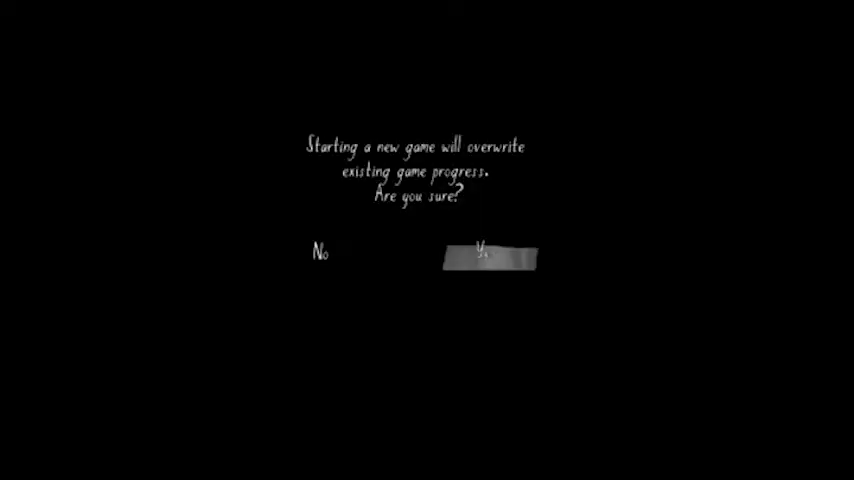 Starting a new game will overwrite
existing game progress.
Are you sure?
No